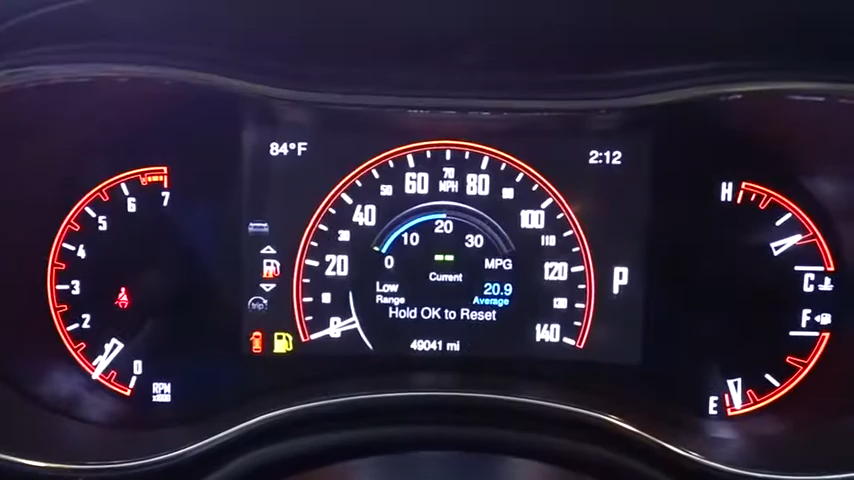 84°F
2:12
7
6
5
4
3
2
0
RPM
x1000
0
20
30
40
50
60
70
80
90
100
110
120
130
140
MPH
0
10
20
30
MPG
Current
Low
Range
20.9
Average
Hold OK to Reset
49041 mi
trip
P
H
C
F
E